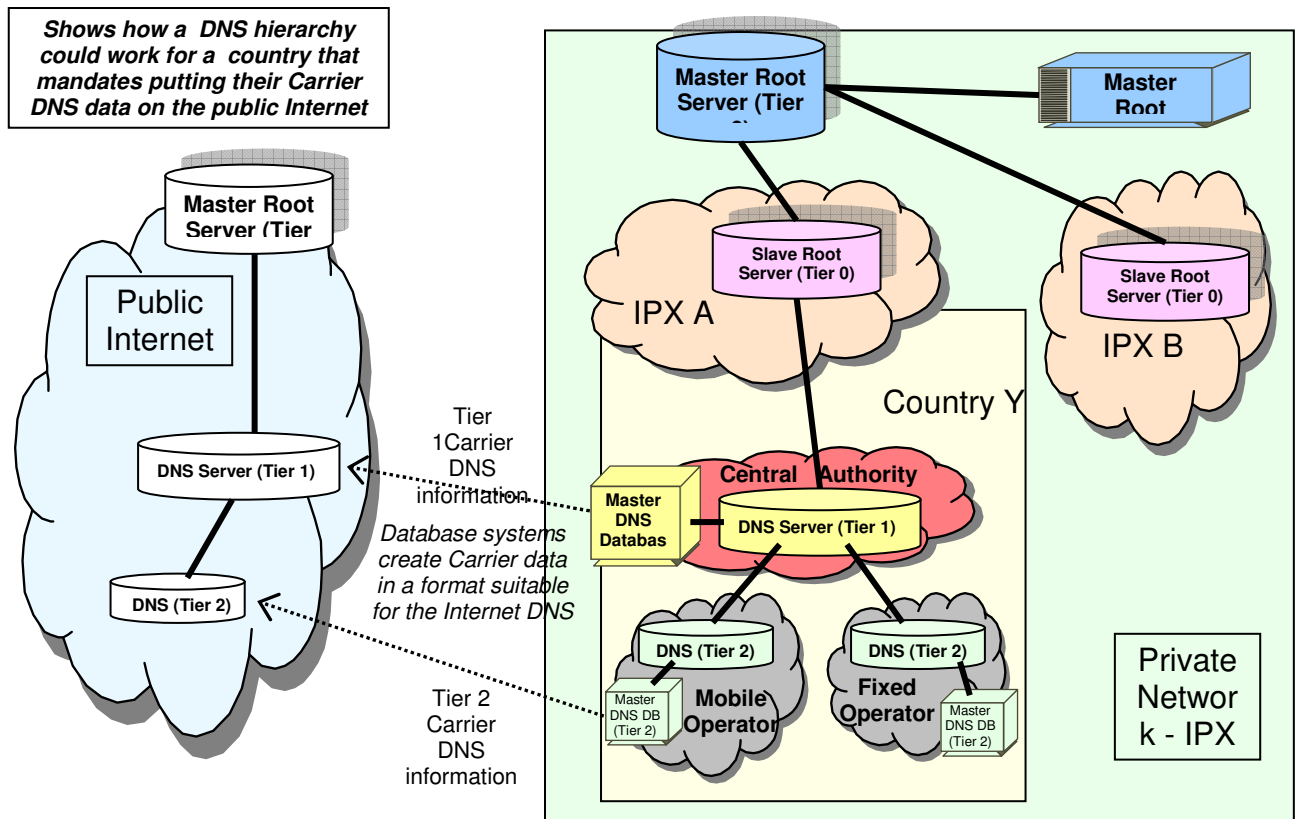 Shows how a DNS hierarchy
could work for a country that
mandates putting their Carrier
DNS data on the public Internet
Master Root
Server (Tier
Public
Internet
DNS Server (Tier 1)
DNS (Tier 2)
Tier
1Carrier
DNS
information
Database systems
create Carrier data
in a format suitable
for the Internet DNS
Tier 2
Carrier
DNS
information
Master Root
Server (Tier
Master
Root
Slave Root
Server (Tier 0)
IPX A
Slave Root
Server (Tier 0)
IPX B
Country Y
Central Authority
Master
DNS
Databas
DNS Server (Tier 1)
DNS (Tier 2)
Master
DNS DB
(Tier 2)
Mobile
Operator
DNS (Tier 2)
Fixed
Operator
Master
DNS DB
(Tier 2)
Private
Networ
k - IPX